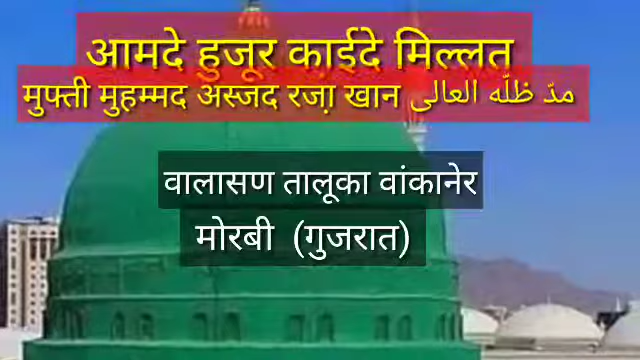 आमदे हुजूर काईदे मिल्लत
मुफ्ती मुहम्मद अस्जद रजा़ खान مدّ ظلّه العالی
वालासण तालूका वांकानेर
मोरबी (गुजरात)